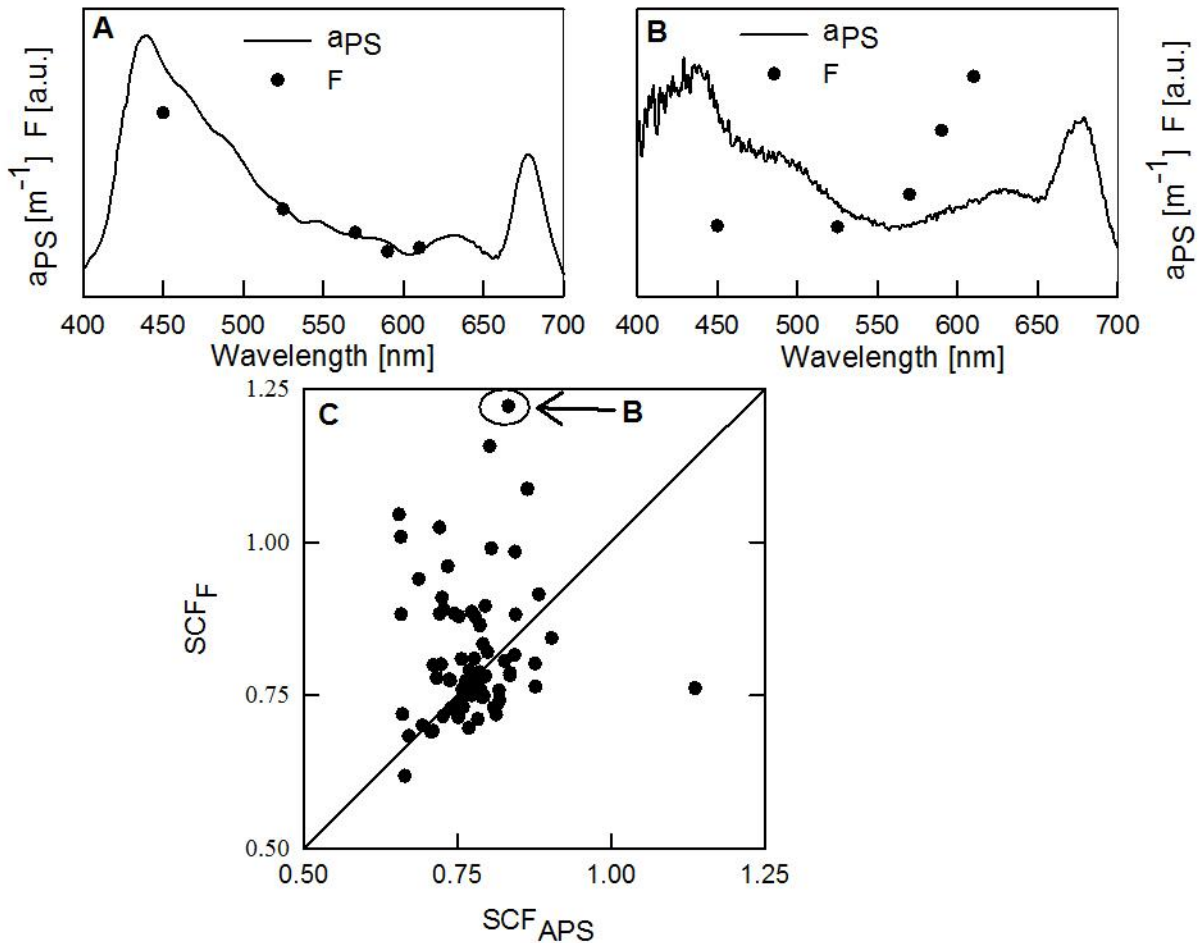 A
aPS
F
aPS [m−1] F [a.u.]
400 450 500 550 600 650 700
Wavelength [nm]
B
aPS
F
aPS [m−1] F [a.u.]
400 450 500 550 600 650 700
Wavelength [nm]
C
B
1.25
1.00
0.75
0.50
SCFF
0.50 0.75 1.00 1.25
SCFAPS